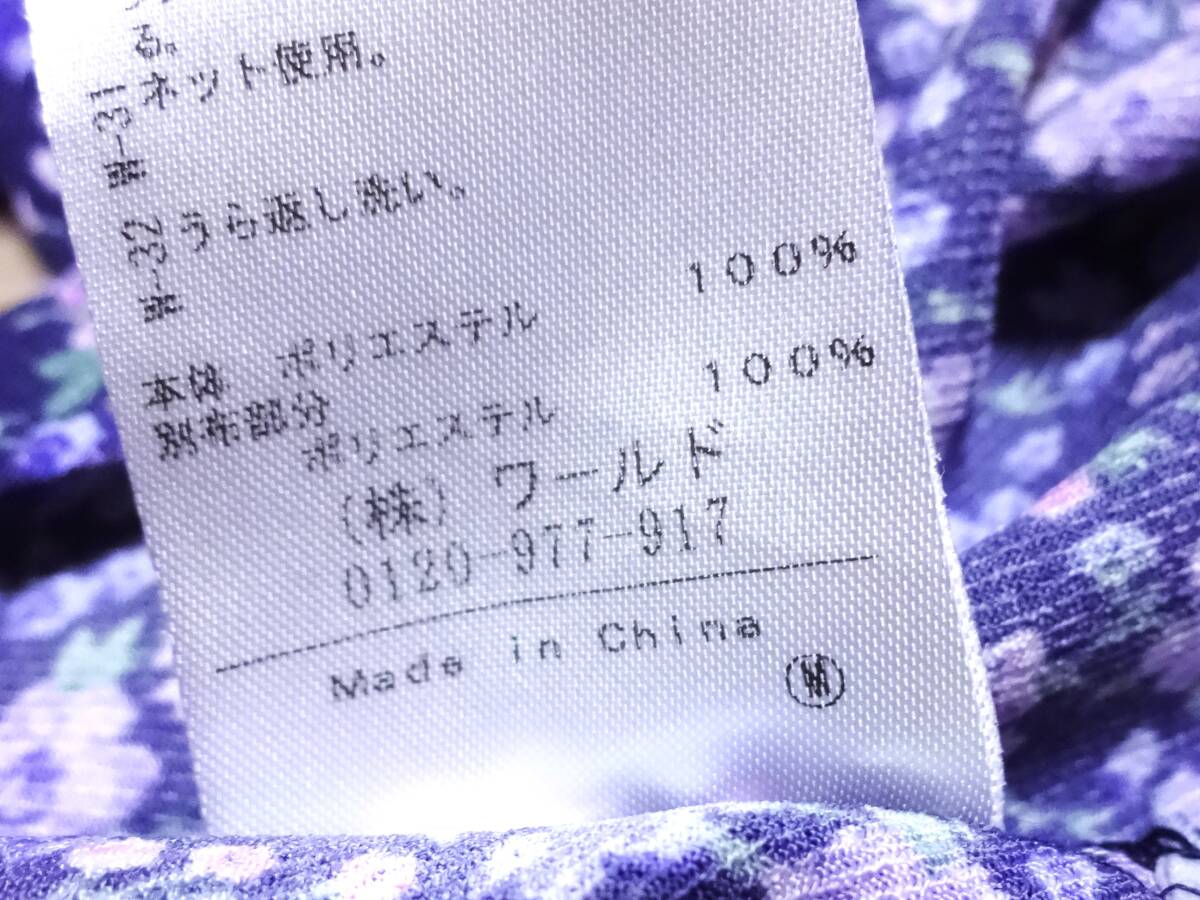 る。
M-31 ネット使用。
M-32 うら返し洗い。
本体 ポリエステル 100%
別布部分
ポリエステル 100%
(株) ワールド
0120-977-917
Made in China
M